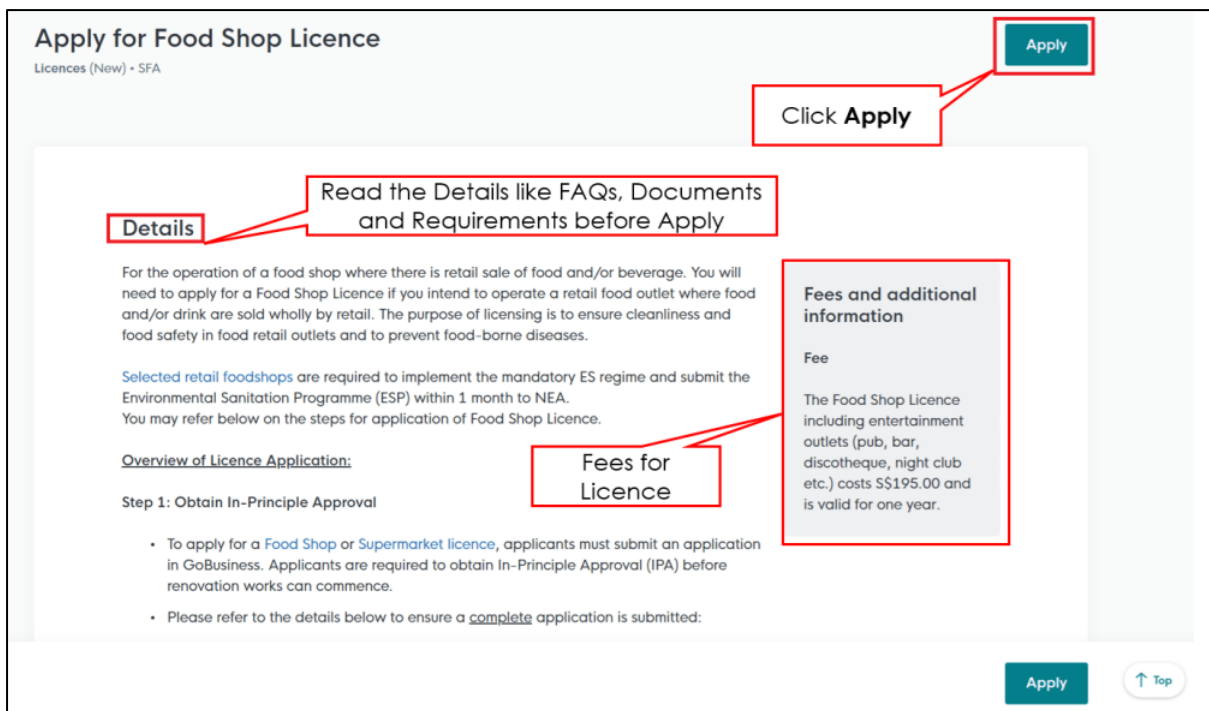 Apply for Food Shop Licence
Apply
Licences (New) • SFA
Click Apply
Read the Details like FAQs, Documents
and Requirements before Apply
Details
For the operation of a food shop where there is retail sale of food and/or beverage. You will
need to apply for a Food Shop Licence if you intend to operate a retail food outlet where food
and/or drink are sold wholly by retail. The purpose of licensing is to ensure cleanliness and
food safety in food retail outlets and to prevent food-borne diseases.
Selected retail foodshops are required to implement the mandatory ES regime and submit the
Environmental Sanitation Programme (ESP) within 1 month to NEA.
You may refer below on the steps for application of Food Shop Licence.
Overview of Licence Application:
Step 1: Obtain In-Principle Approval
• To apply for a Food Shop or Supermarket licence, applicants must submit an application
in GoBusiness. Applicants are required to obtain In-Principle Approval (IPA) before
renovation works can commence.
• Please refer to the details below to ensure a complete application is submitted:
Fees and additional
information
Fee
The Food Shop Licence
including entertainment
outlets (pub, bar,
discotheque, night club
etc.) costs S$195.00 and
is valid for one year.
Fees for
Licence
Apply
↑ Top